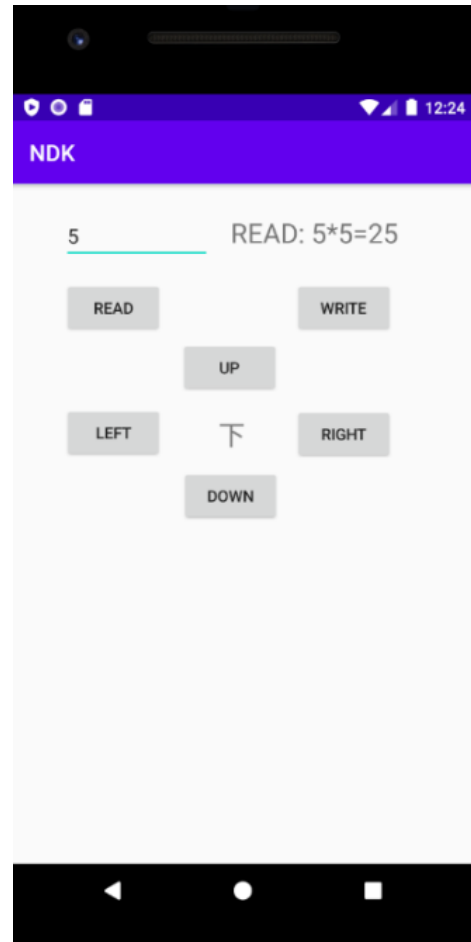 12:24
NDK
5 READ: 5*5=25
READ WRITE
UP
LEFT 下 RIGHT
DOWN